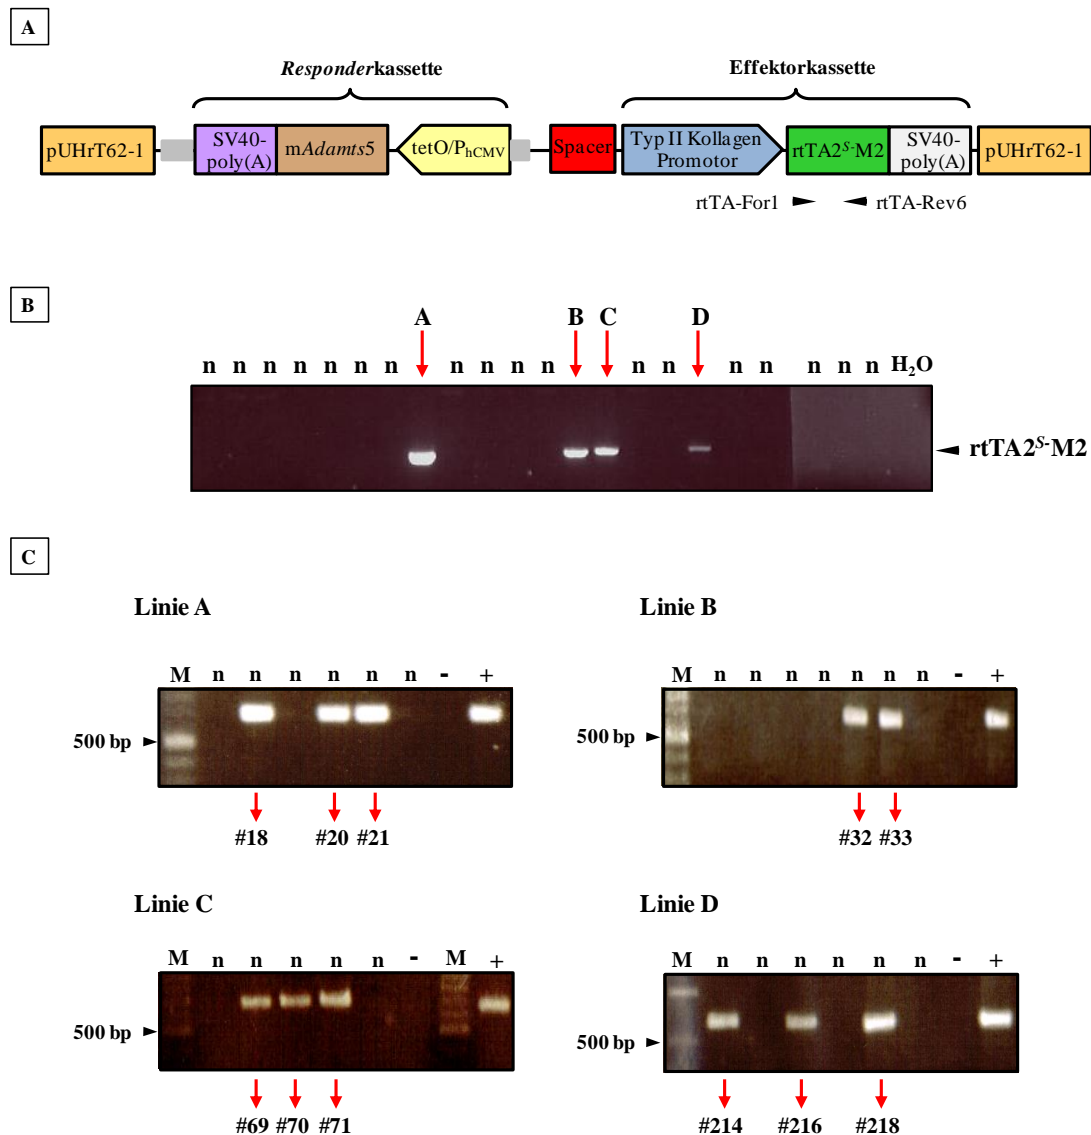 A
Responderkassette
Effektorkassette
pUHrT62-1
SV40-
poly(A)
mAdamts5
tetO/PhCMV
Spacer
Typ II Kollagen
Promotor
rtTA2S-M2
SV40-
poly(A)
pUHrT62-1
rtTA-For1
rtTA-Rev6
B
A B C D
n n n n n n n n n n n n n n n n n H2O
rtTA2S-M2
C
Linie A
M n n n n n n - +
500 bp
#18 #20 #21
Linie B
M n n n n n n n - +
500 bp
#32 #33
Linie C
M n n n n n - M +
500 bp
#69 #70 #71
Linie D
M n n n n n n - +
500 bp
#214 #216 #218